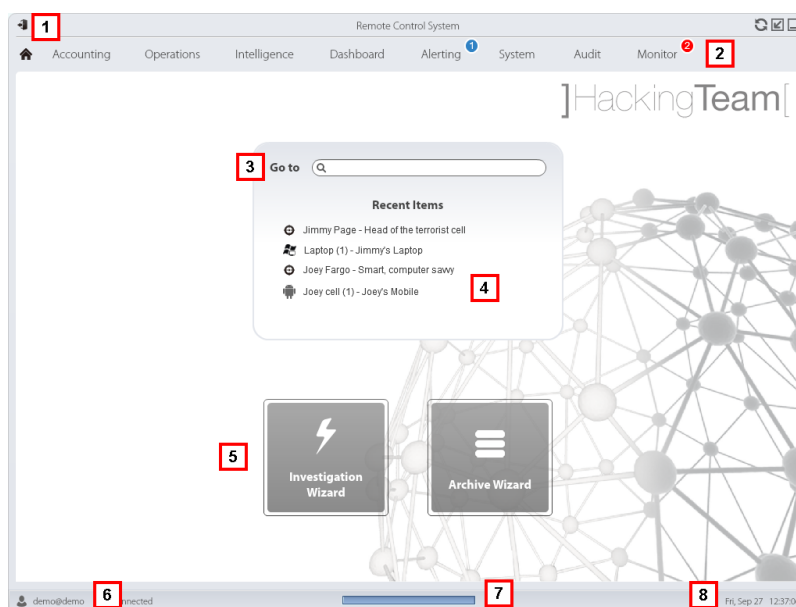 1
Remote Control System
Accounting Operations Intelligence Dashboard Alerting 1 System Audit Monitor 2 2
]HackingTeam[
3 Go to
Recent Items
Jimmy Page - Head of the terrorist cell
Laptop (1) - Jimmy's Laptop
Joey Fargo - Smart, computer savvy
Joey cell (1) - Joey's Mobile
4
5
Investigation Wizard
Archive Wizard
demo@demo 6 nnected 7 8 Fri, Sep 27 12:37:0